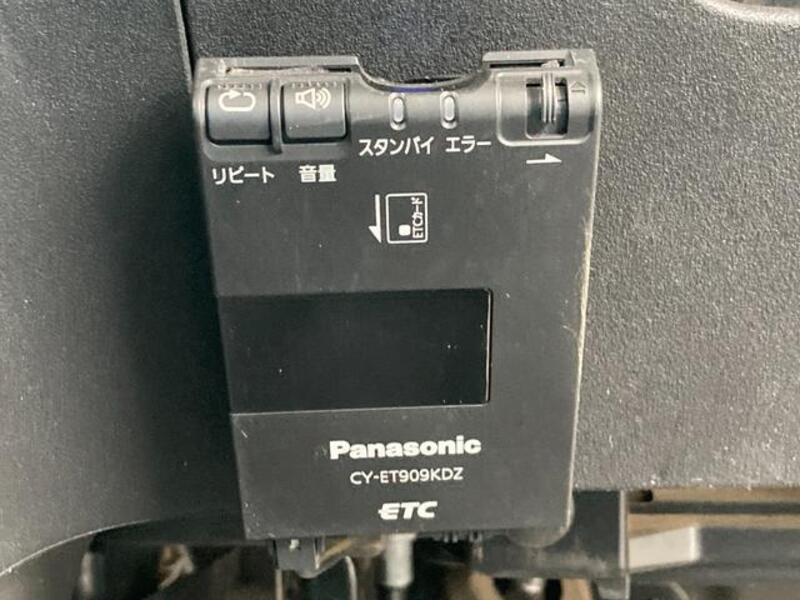 スタンバイ エラー
リピート 音量
ETCカード
Panasonic
CY-ET909KDZ
ETC